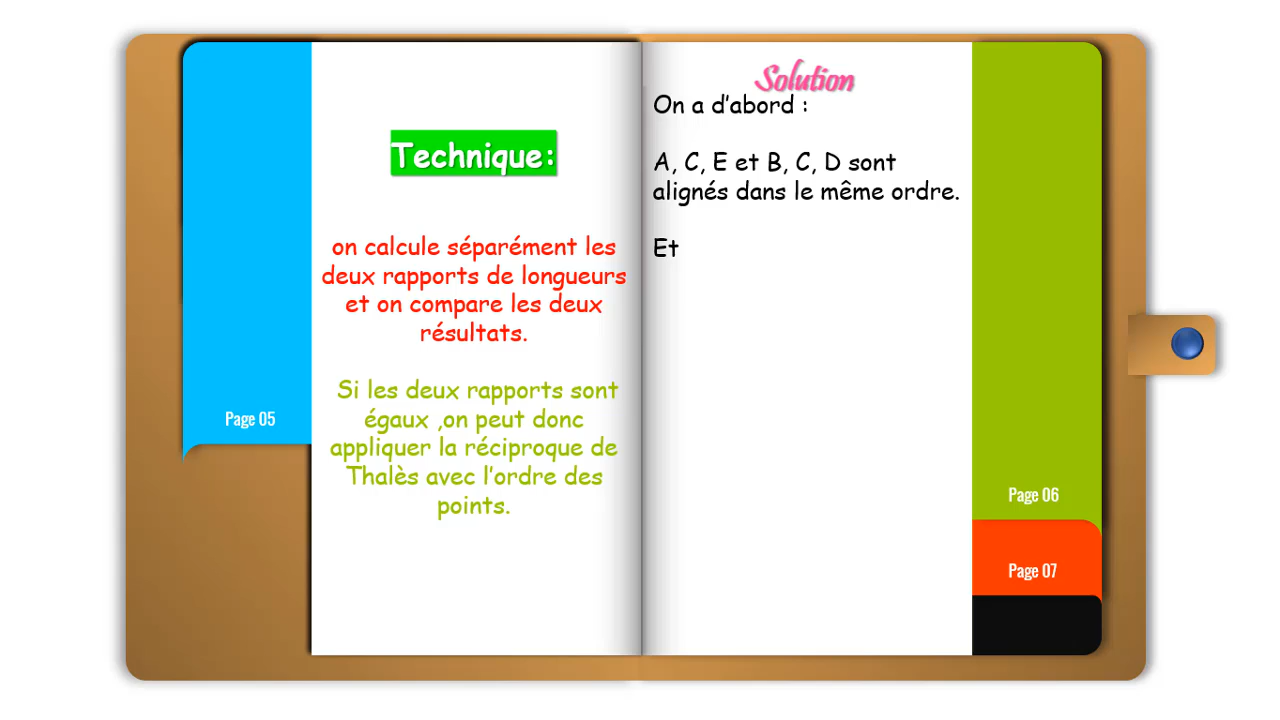 Technique:
on calcule séparément les
deux rapports de longueurs
et on compare les deux
résultats.
Si les deux rapports sont
égaux ,on peut donc
appliquer la réciproque de
Thalès avec l’ordre des
points.
Page 05
Solution
On a d’abord :
A, C, E et B, C, D sont
alignés dans le même ordre.
Et
Page 06
Page 07